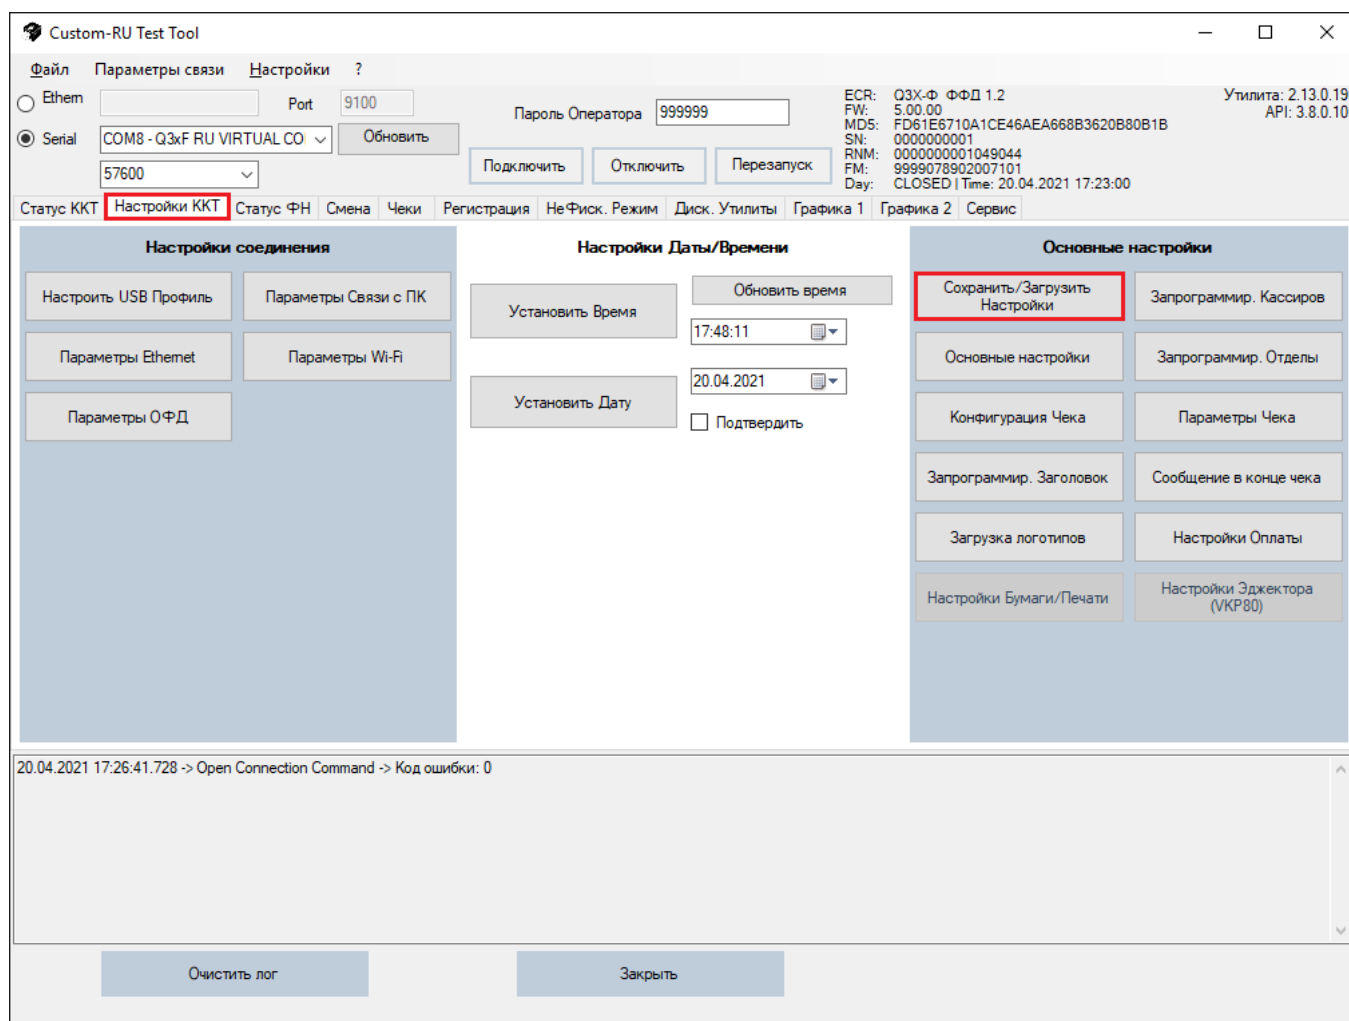 Custom-RU Test Tool
Файл Параметры связи Настройки ?
Ethern Port 9100
Serial COM8 - Q3xF RU VIRTUAL CO Обновить
57600
Пароль Оператора 999999
Подключить Отключить Перезапуск
ECR: Q3X-Ф ФФД 1.2
FW: 5.00.00
MD5: FD61E6710A1CE46AEA668B3620B80B1B
SN: 0000000001
RNM: 0000000001049044
FM: 9999078902007101
Day: CLOSED | Time: 20.04.2021 17:23:00
Утилита: 2.13.0.19
API: 3.8.0.10
Статус ККТ Настройки ККТ Статус ФН Смена Чеки Регистрация НеФиск. Режим Диск. Утилиты Графика 1 Графика 2 Сервис
Настройки соединения
Настроить USB Профиль Параметры Связи с ПК
Параметры Ethernet Параметры Wi-Fi
Параметры ОФД
Настройки Даты/Времени
Установить Время Обновить время
17:48:11
Установить Дату 20.04.2021
Подтвердить
Основные настройки
Сохранить/Загрузить
Настройки
Запрограммир. Кассиров
Основные настройки Запрограммир. Отделы
Конфигурация Чека Параметры Чека
Запрограммир. Заголовок Сообщение в конце чека
Загрузка логотипов Настройки Оплаты
Настройки Бумаги/Печати
Настройки Эджектора
(VKP80)
20.04.2021 17:26:41.728 -> Open Connection Command -> Код ошибки: 0
Очистить лог Закрыть